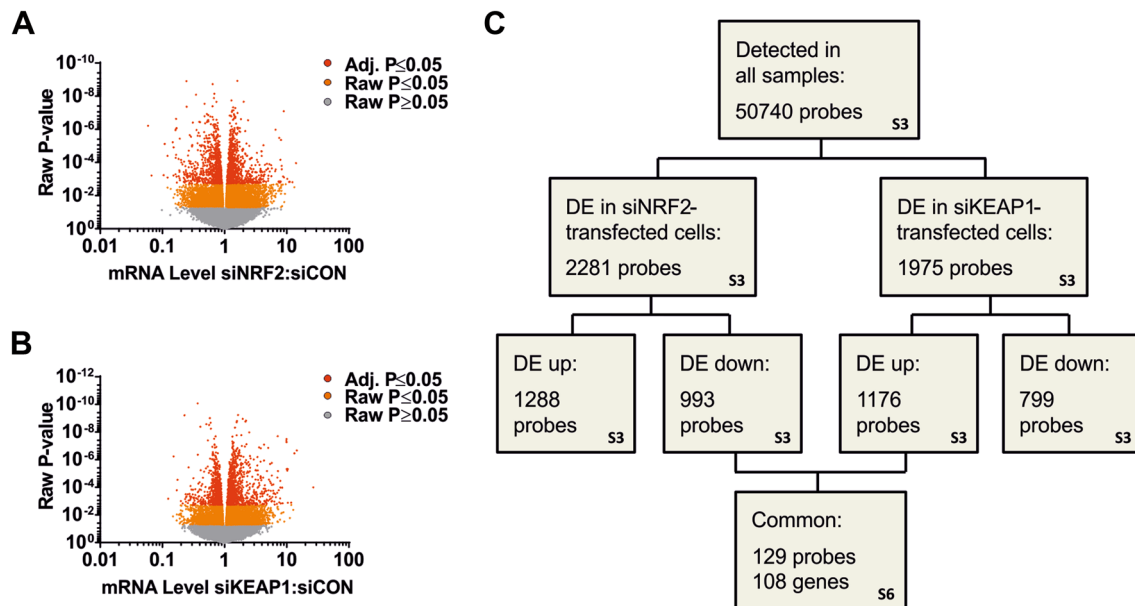 A
10-10
10-8
10-6
10-4
10-2
100
Raw P-value
0.01 0.1 1 10 100
mRNA Level siNRF2:siCON
Adj. P≤0.05
Raw P≤0.05
Raw P≥0.05
B
10-12
10-10
10-8
10-6
10-4
10-2
100
Raw P-value
0.01 0.1 1 10 100
mRNA Level siKEAP1:siCON
Adj. P≤0.05
Raw P≤0.05
Raw P≥0.05
C
Detected in
all samples:
50740 probes
S3
DE in siNRF2-
transfected cells:
2281 probes
S3
DE in siKEAP1-
transfected cells:
1975 probes
S3
DE up:
1288
probes
S3
DE down:
993
probes
S3
DE up:
1176
probes
S3
DE down:
799
probes
S3
Common:
129 probes
108 genes
S6